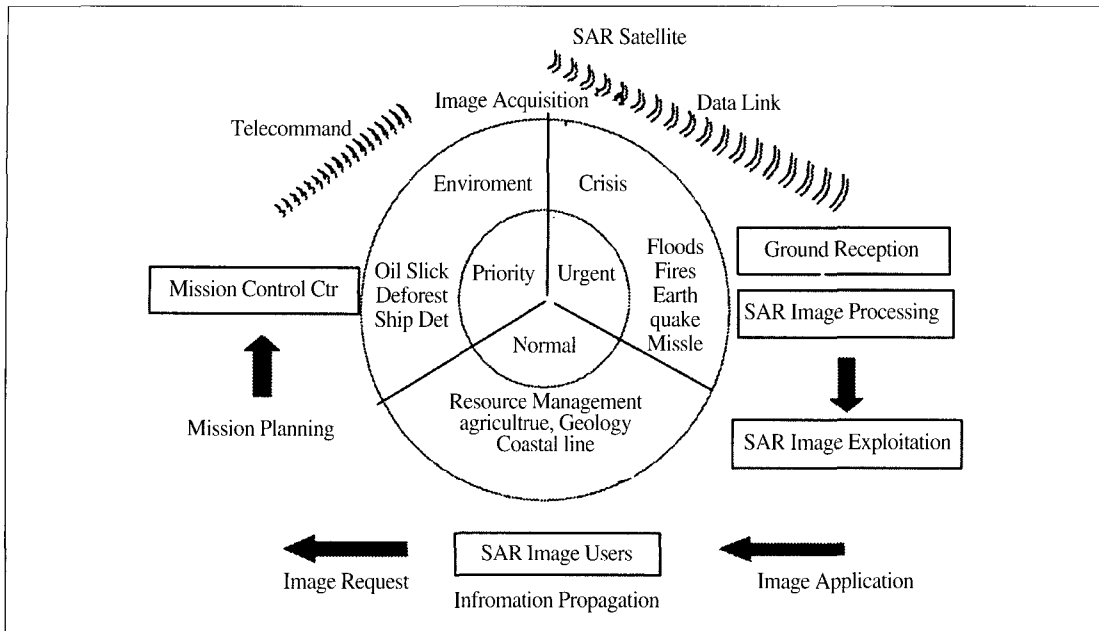 SAR Satellite
Image Acquisition
Data Link
Telecommand
Enviroment
Crisis
Oil Slick
Deforest
Ship Det
Priority
Urgent
Floods
Fires
Earth
quake
Missle
Normal
Resource Management
agricultrue, Geology
Coastal line
Mission Control Ctr
Mission Planning
Ground Reception
SAR Image Processing
SAR Image Exploitation
Image Request
SAR Image Users
Infromation Propagation
Image Application